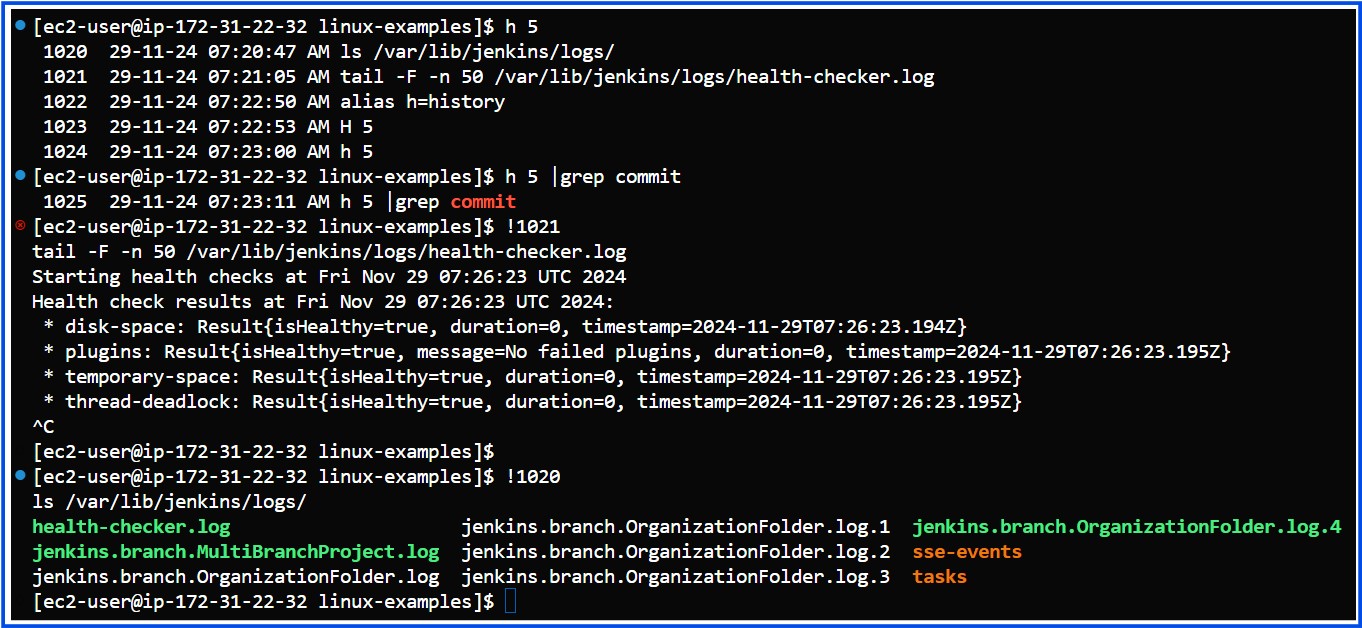 [ec2-user@ip-172-31-22-32 linux-examples]$ h 5
 1020  29-11-24 07:20:47 AM ls /var/lib/jenkins/logs/
 1021  29-11-24 07:21:05 AM tail -F -n 50 /var/lib/jenkins/logs/health-checker.log
 1022  29-11-24 07:22:50 AM alias h=history
 1023  29-11-24 07:22:53 AM H 5
 1024  29-11-24 07:23:00 AM h 5
[ec2-user@ip-172-31-22-32 linux-examples]$ h 5 |grep commit
 1025  29-11-24 07:23:11 AM h 5 |grep commit
[ec2-user@ip-172-31-22-32 linux-examples]$ !1021
tail -F -n 50 /var/lib/jenkins/logs/health-checker.log
Starting health checks at Fri Nov 29 07:26:23 UTC 2024
Health check results at Fri Nov 29 07:26:23 UTC 2024:
 * disk-space: Result{isHealthy=true, duration=0, timestamp=2024-11-29T07:26:23.194Z}
 * plugins: Result{isHealthy=true, message=No failed plugins, duration=0, timestamp=2024-11-29T07:26:23.195Z}
 * temporary-space: Result{isHealthy=true, duration=0, timestamp=2024-11-29T07:26:23.195Z}
 * thread-deadlock: Result{isHealthy=true, duration=0, timestamp=2024-11-29T07:26:23.195Z}
^C
[ec2-user@ip-172-31-22-32 linux-examples]$
[ec2-user@ip-172-31-22-32 linux-examples]$ !1020
ls /var/lib/jenkins/logs/
health-checker.log                     jenkins.branch.OrganizationFolder.log.1  jenkins.branch.OrganizationFolder.log.4
jenkins.branch.MultiBranchProject.log  jenkins.branch.OrganizationFolder.log.2  sse-events
jenkins.branch.OrganizationFolder.log  jenkins.branch.OrganizationFolder.log.3  tasks
[ec2-user@ip-172-31-22-32 linux-examples]$